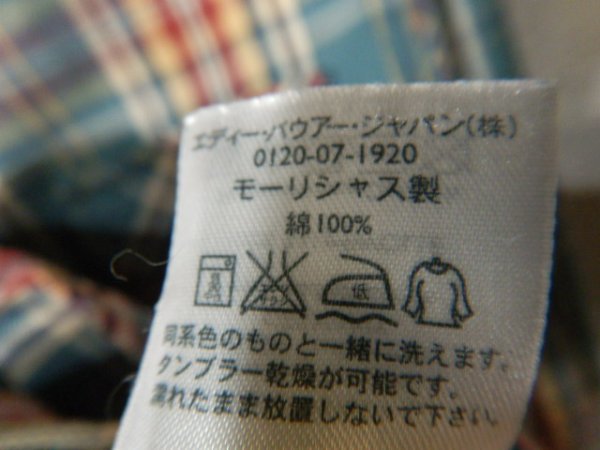 エディー・バウアー・ジャパン(株)
0120-07-1920
モーリシャス製
綿100%
低
同系色のものと一緒に洗えます。
タンブラー乾燥が可能です。
濡れたまま放置しないで下さい。